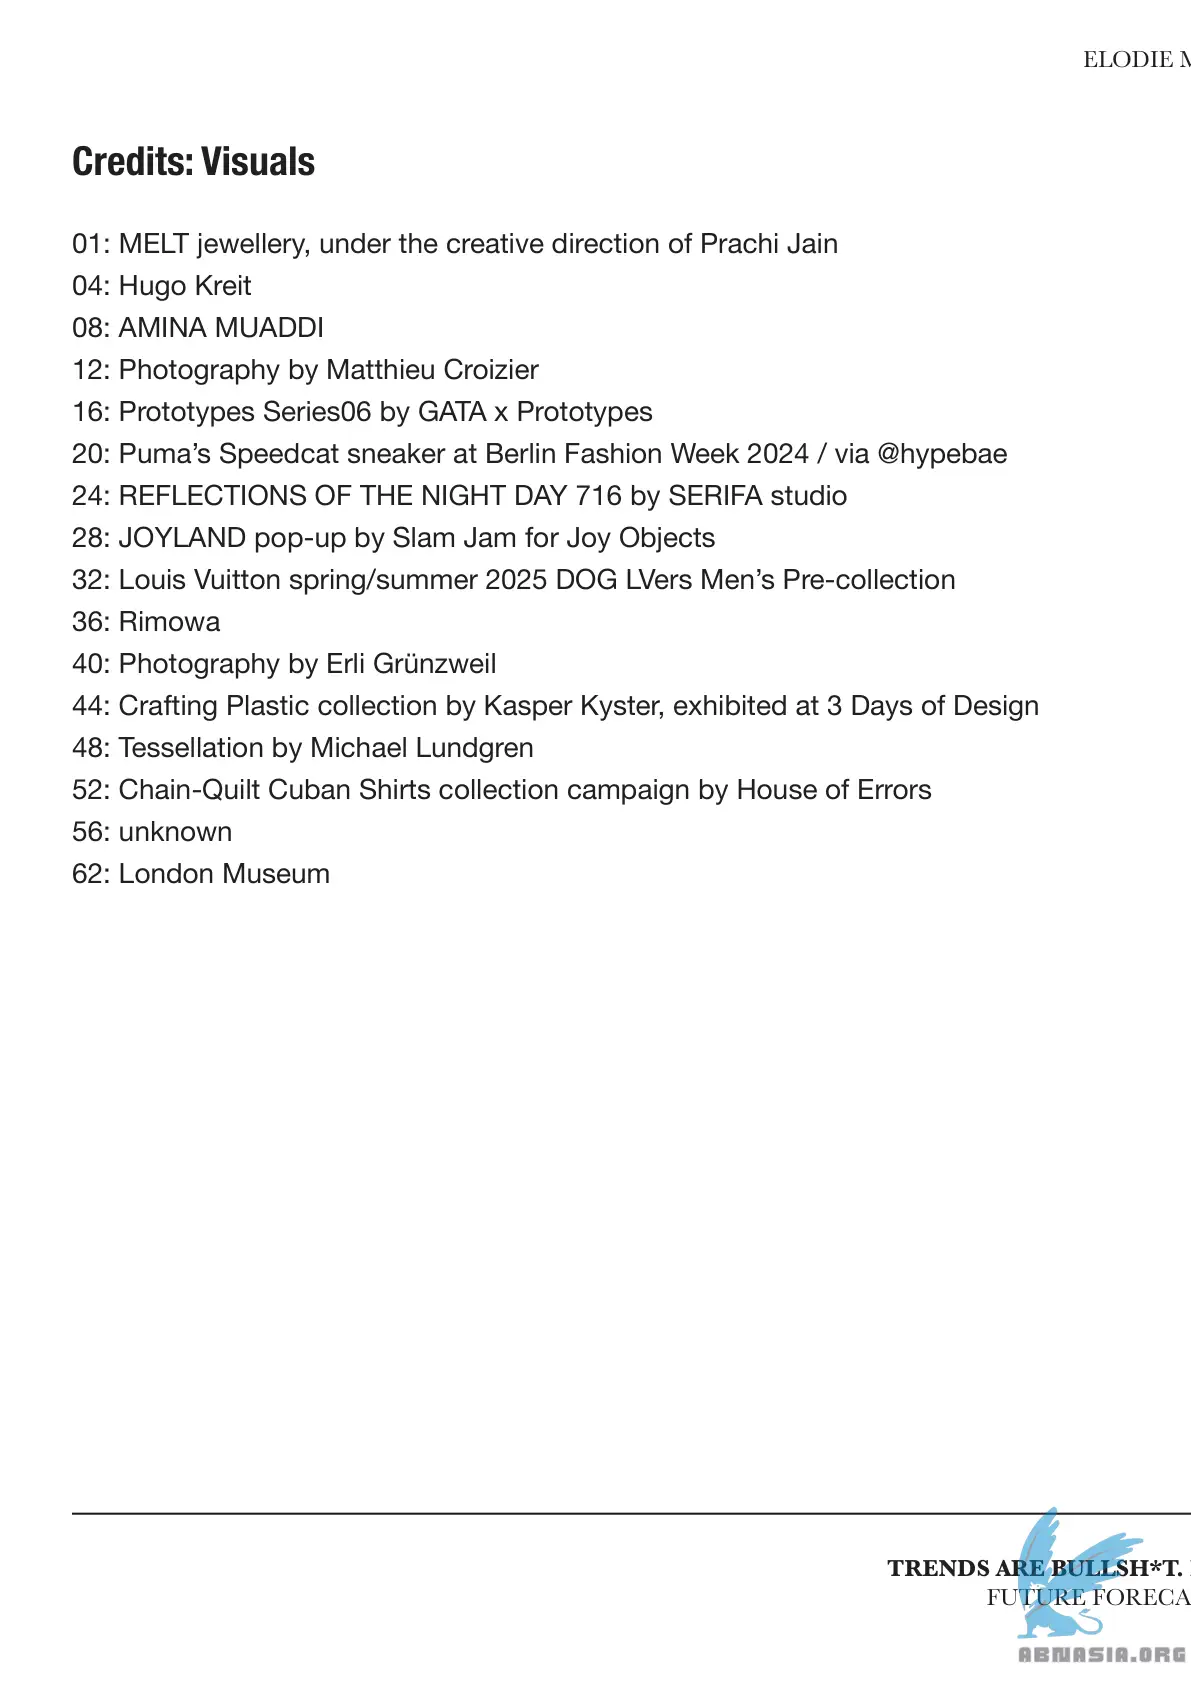 ELODIE M
Credits: Visuals
01: MELT jewellery, under the creative direction of Prachi Jain
04: Hugo Kreit
08: AMINA MUADDI
12: Photography by Matthieu Croizier
16: Prototypes Series06 by GATA x Prototypes
20: Puma’s Speedcat sneaker at Berlin Fashion Week 2024 / via @hypebae
24: REFLECTIONS OF THE NIGHT DAY 716 by SERIFA studio
28: JOYLAND pop-up by Slam Jam for Joy Objects
32: Louis Vuitton spring/summer 2025 DOG LVers Men’s Pre-collection
36: Rimowa
40: Photography by Erli Grünzweil
44: Crafting Plastic collection by Kasper Kyster, exhibited at 3 Days of Design
48: Tessellation by Michael Lundgren
52: Chain-Quilt Cuban Shirts collection campaign by House of Errors
56: unknown
62: London Museum
TRENDS ARE BULLSH*T.
FUTURE FORECA
ABNASIA.ORG